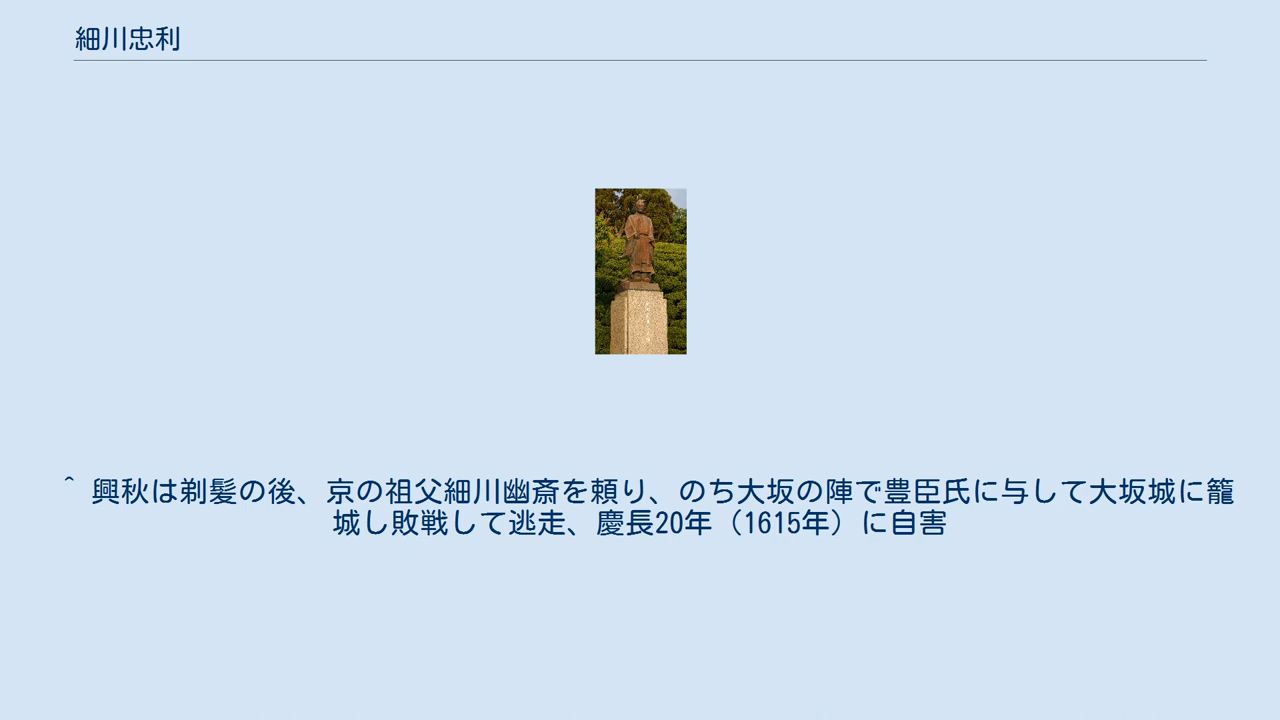 細川忠利
^ 興秋は剃髪の後、京の祖父細川幽斎を頼り、のち大坂の陣で豊臣氏に与して大坂城に籠
城し敗戦して逃走、慶長20年（1615年）に自害